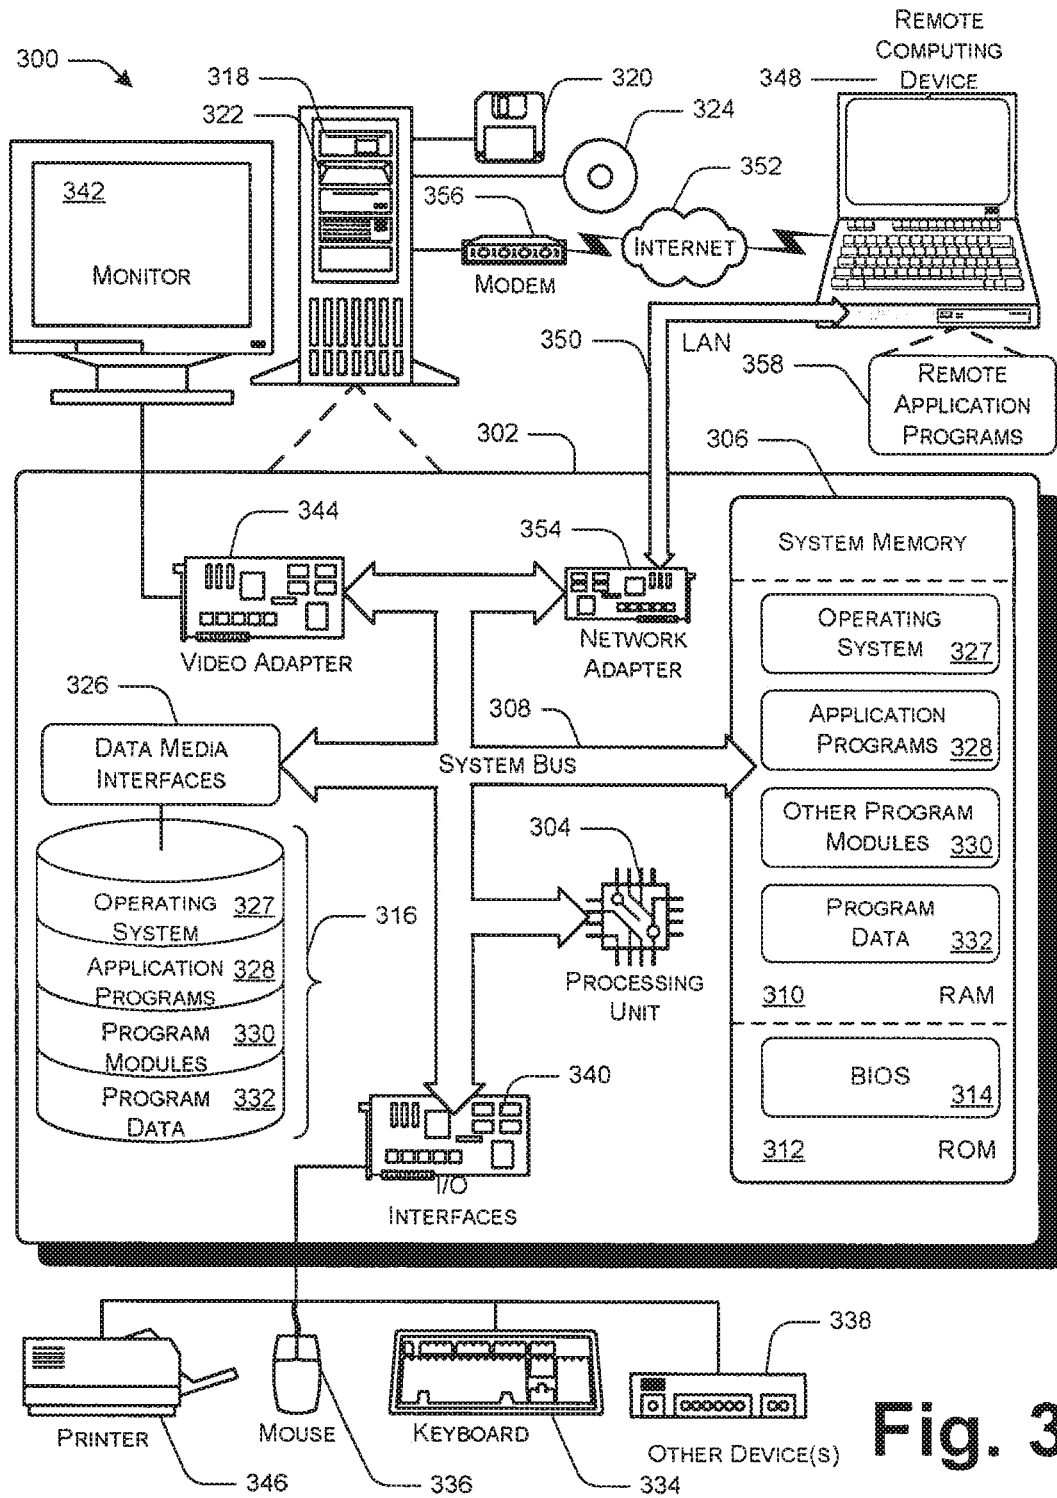 REMOTE
COMPUTING
DEVICE
300
318
322
320
324
348
342
MONITOR
356
MODEM
352
INTERNET
350
LAN
358
REMOTE
APPLICATION
PROGRAMS
302
306
344
VIDEO ADAPTER
354
NETWORK
ADAPTER
SYSTEM MEMORY
OPERATING
SYSTEM 327
APPLICATION
PROGRAMS 328
OTHER PROGRAM
MODULES 330
PROGRAM
DATA 332
310 RAM
BIOS
314
312 ROM
326
DATA MEDIA
INTERFACES
308
SYSTEM BUS
304
PROCESSING
UNIT
OPERATING 327
SYSTEM
APPLICATION 328
PROGRAMS
PROGRAM 330
MODULES
PROGRAM 332
DATA
316
340
I/O
INTERFACES
PRINTER
346
MOUSE
336
KEYBOARD
334
338
OTHER DEVICE(S)
Fig. 3